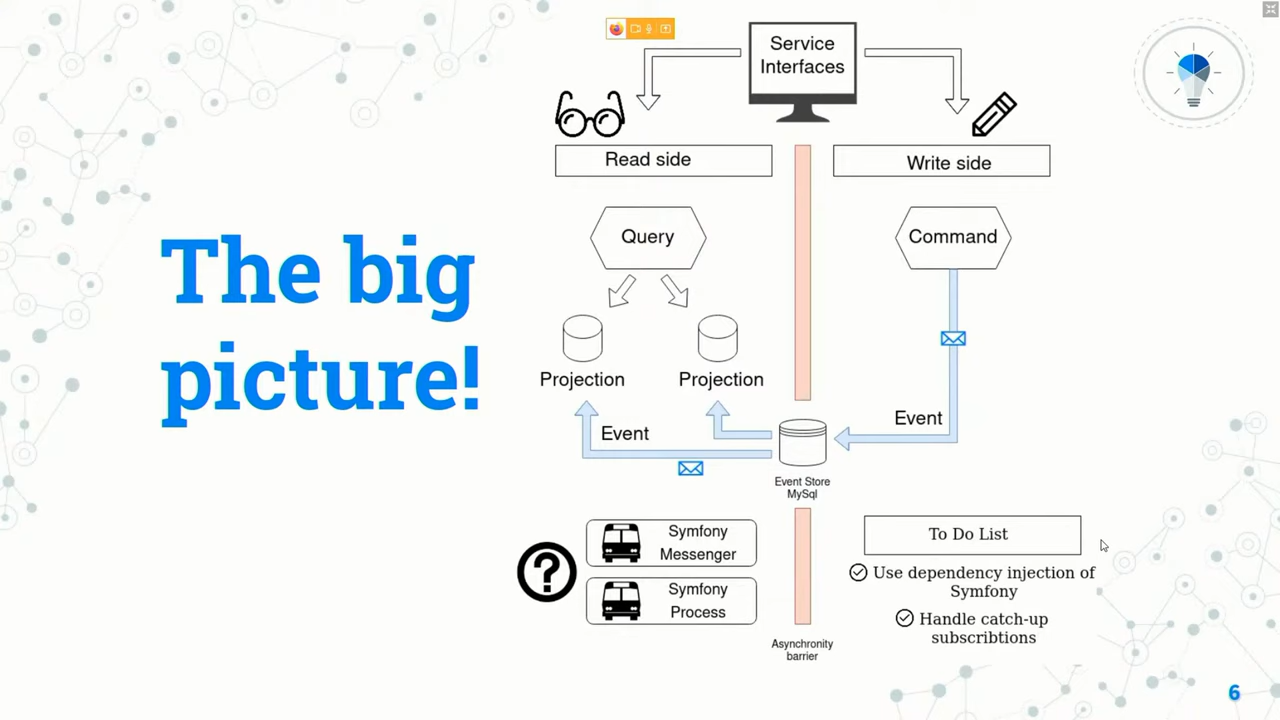 The big
picture!
Service
Interfaces
Read side
Write side
Query
Command
Projection
Projection
Event
Event
Event Store
MySql
Symfony
Messenger
Symfony
Process
Asynchronity
barrier
To Do List
Use dependency injection of
Symfony
Handle catch-up
subscribtions
6